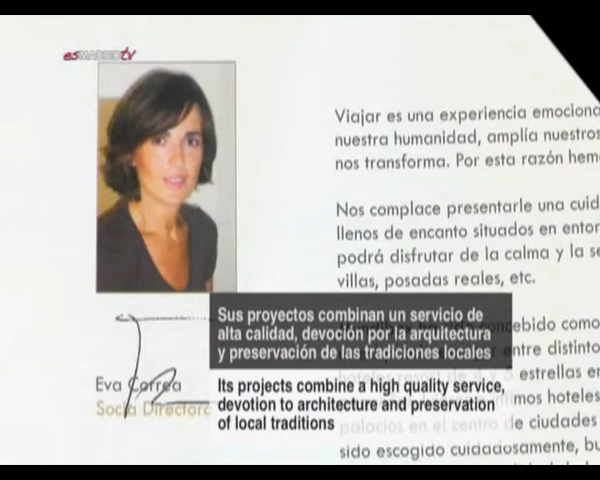 esMADRIDtv
Viajar es una experiencia emociona
nuestra humanidad, amplía nuestros
nos transforma. Por esta razón hem
Nos complace presentarle una cuid
llenos de encanto situados en entor
podrá disfrutar de la calma y la se
villas, posadas reales, etc.
Sus proyectos combinan un servicio de
alta calidad, devoción por la arquitectura
y preservación de las tradiciones locales
Its projects combine a high quality service,
devotion to architecture and preservation
of local traditions
Eva Correa
Socia Directora
cebido como
entre distinto
estrellas en
mos hoteles
palacios en el centro de ciudades
sido escogido cuidadosamente, bu